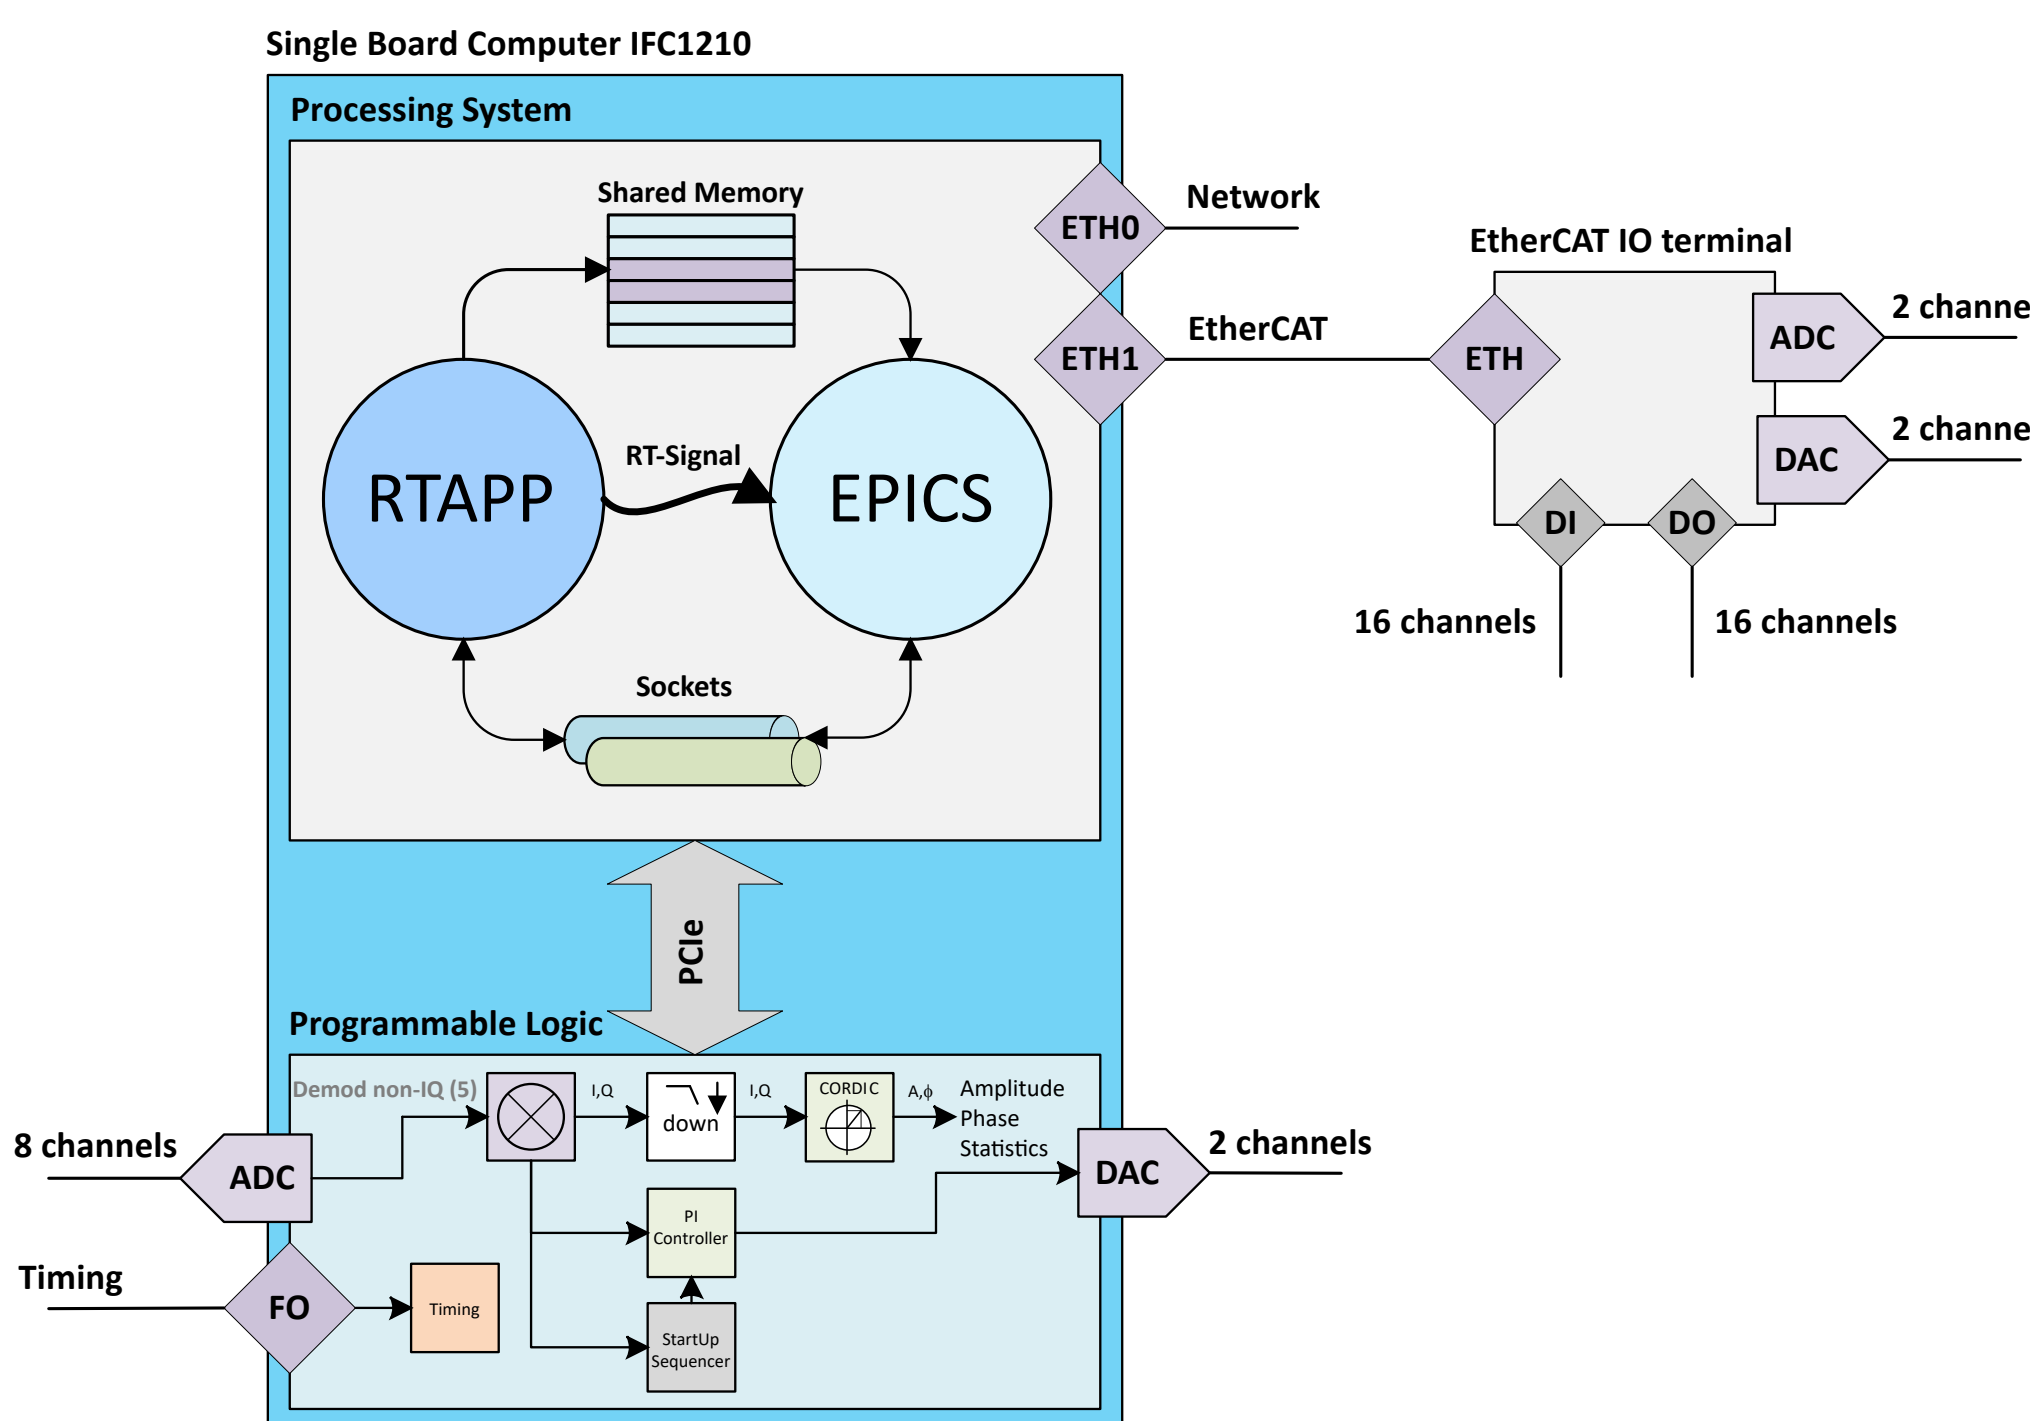 Single Board Computer IFC1210
Processing System
Shared Memory
RTAPP
RT-Signal
EPICS
Sockets
ETH0
Network
ETH1
EtherCAT
EtherCAT IO terminal
ETH
ADC
2 channe
DAC
2 channe
DI
DO
16 channels
16 channels
PCIe
Programmable Logic
Demod non-IQ (5)
I,Q
down
I,Q
CORDIC
A,ϕ
Amplitude
Phase
Statistics
8 channels
ADC
DAC
2 channels
PI
Controller
Timing
FO
Timing
StartUp
Sequencer